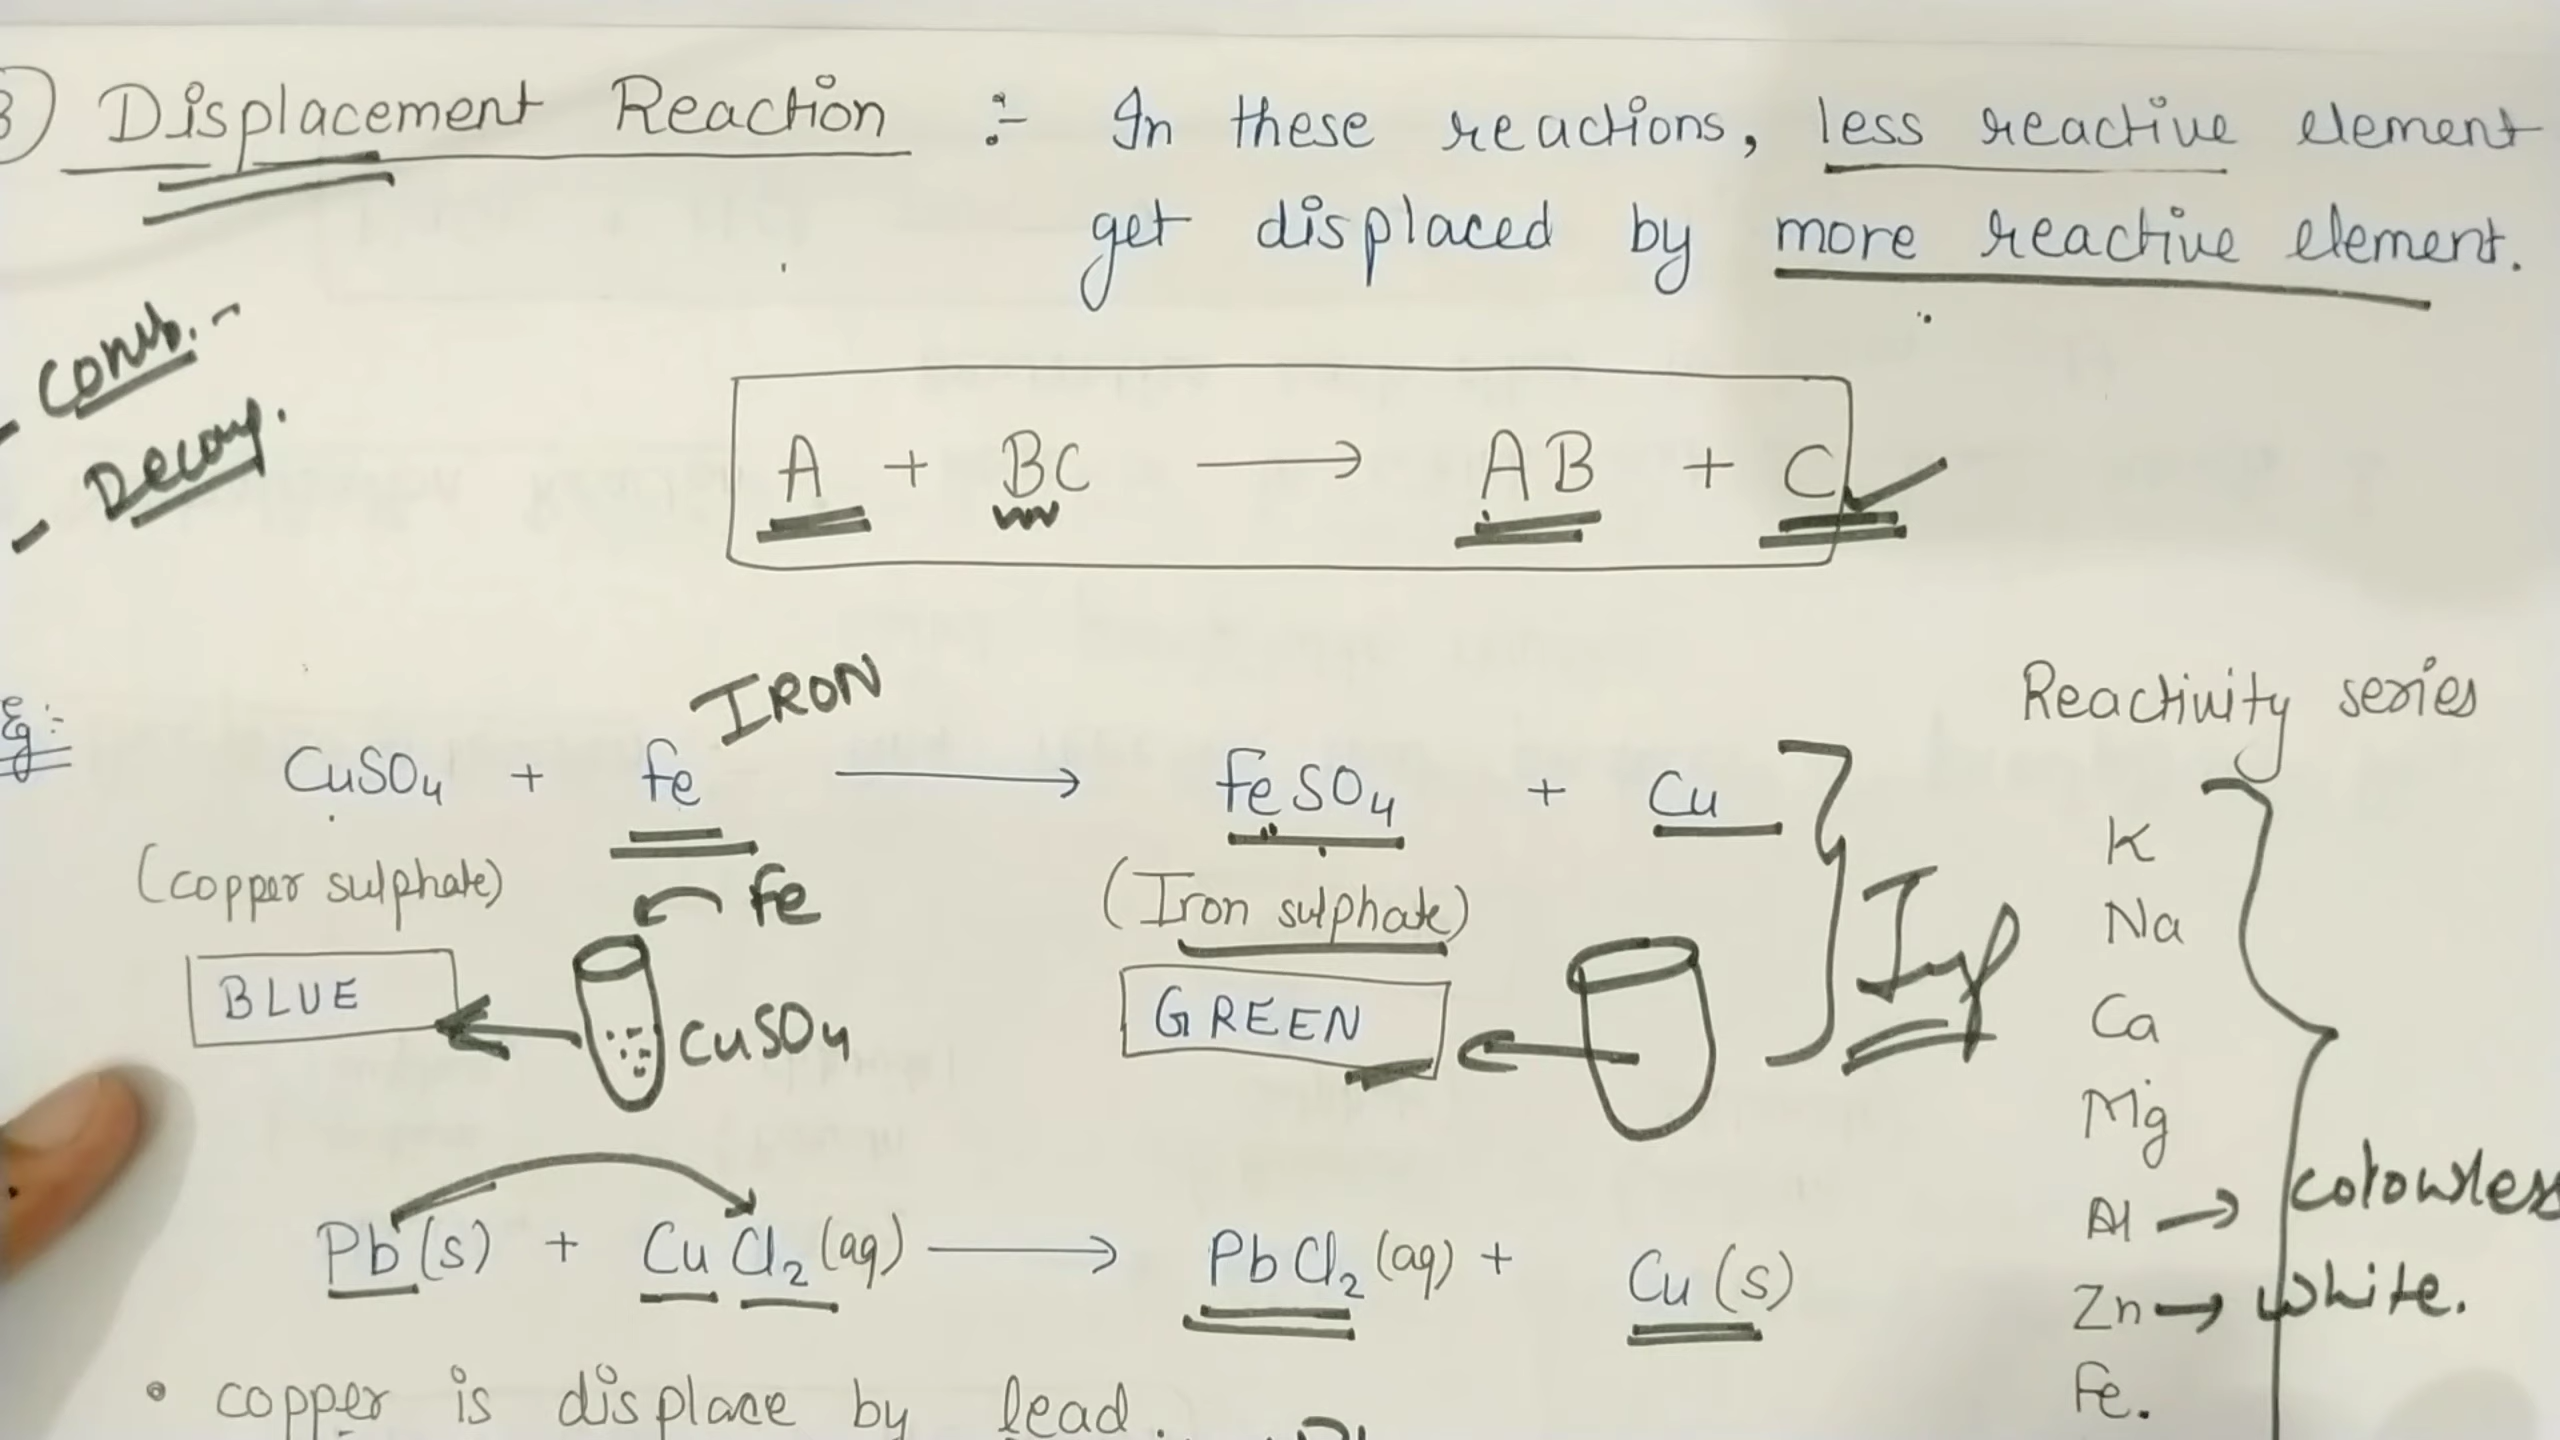 3) Displacement Reaction :- In these reactions, less reactive element
get displaced by more reactive element.
- Comb. -
- Decomp.
A + BC → AB + C
Eg:-
IRON
CuSO4 + Fe → FeSO4 + Cu
(copper sulphate)
Fe
(Iron sulphate)
BLUE
CuSO4
GREEN
Imp
Pb(s) + CuCl2(aq) → PbCl2(aq) + Cu(s)
• copper is displace by lead.
Reactivity series
K
Na
Ca
Mg
Al → colourless
Zn → white.
Fe.